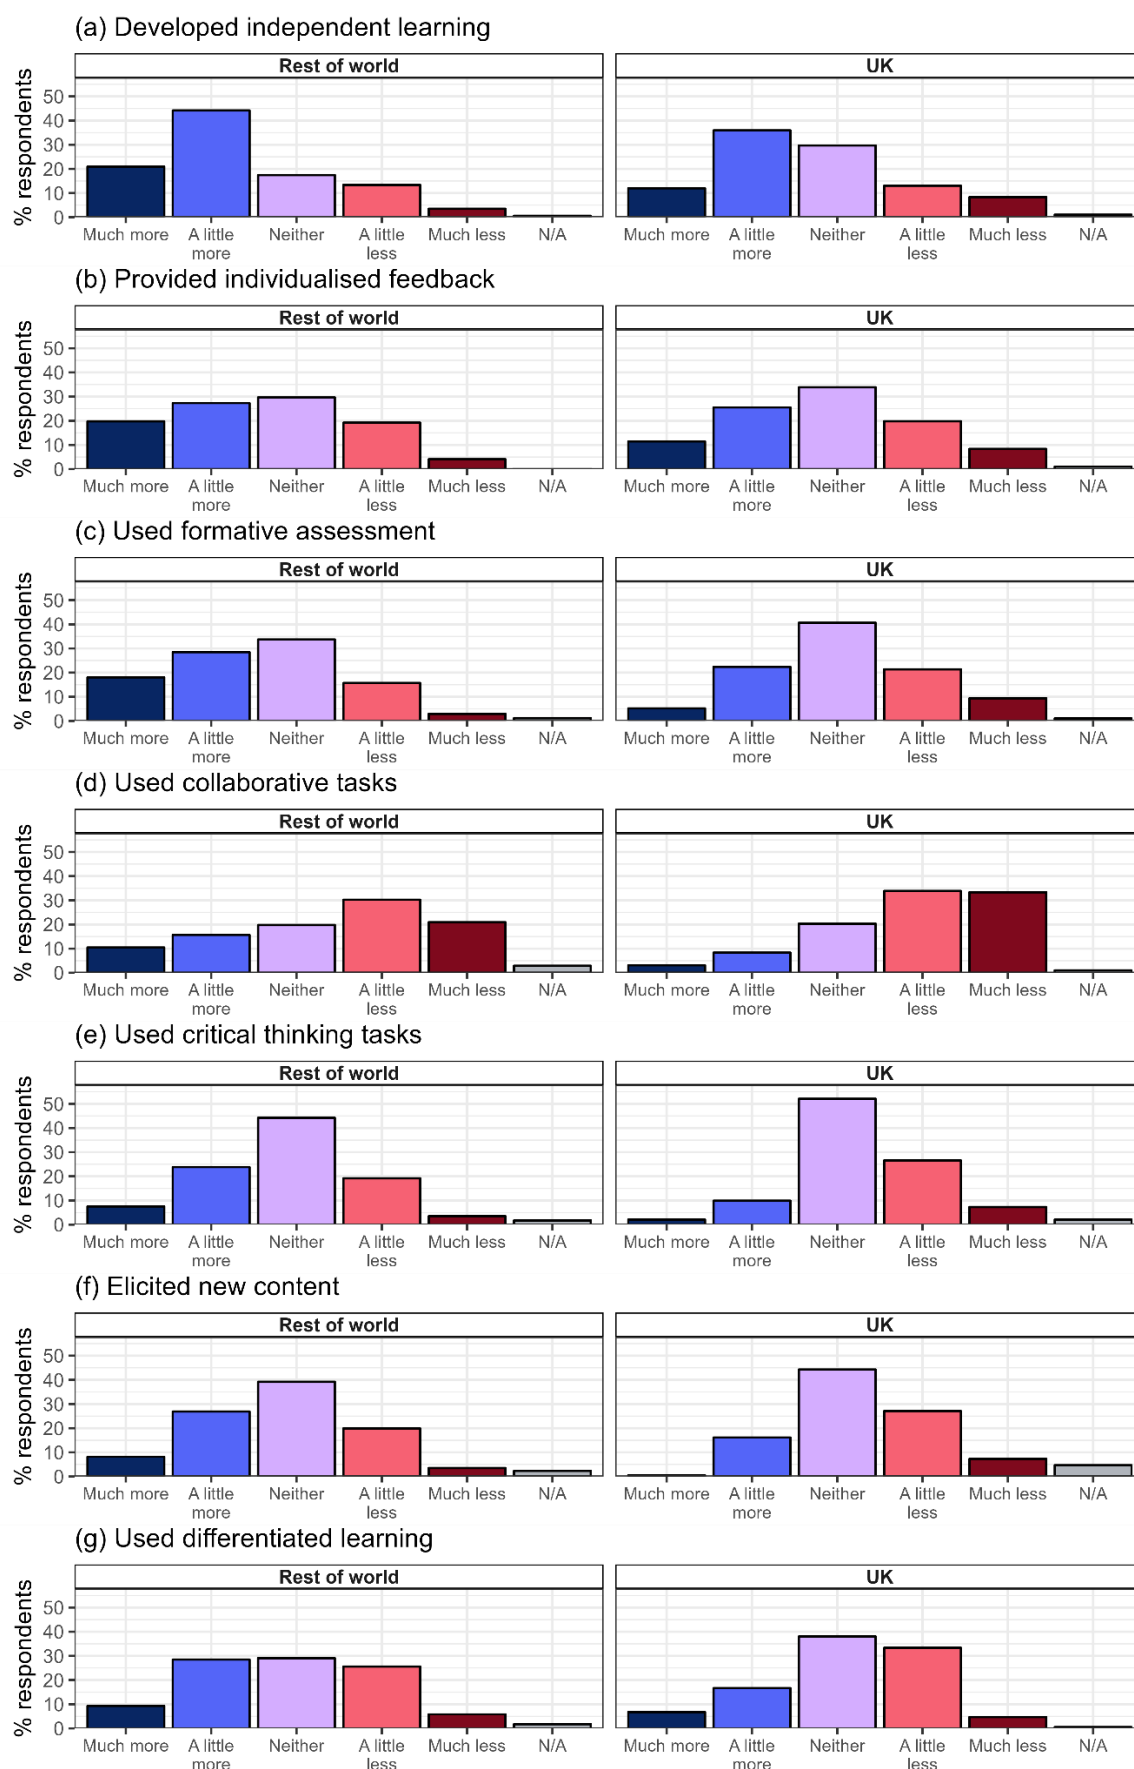 (a) Developed independent learning
Rest of world
UK
% respondents
50
40
30
20
10
0
Much more
A little
more
Neither
A little
less
Much less
N/A
Much more
A little
more
Neither
A little
less
Much less
N/A
(b) Provided individualised feedback
Rest of world
UK
% respondents
50
40
30
20
10
0
Much more
A little
more
Neither
A little
less
Much less
N/A
Much more
A little
more
Neither
A little
less
Much less
N/A
(c) Used formative assessment
Rest of world
UK
% respondents
50
40
30
20
10
0
Much more
A little
more
Neither
A little
less
Much less
N/A
Much more
A little
more
Neither
A little
less
Much less
N/A
(d) Used collaborative tasks
Rest of world
UK
% respondents
50
40
30
20
10
0
Much more
A little
more
Neither
A little
less
Much less
N/A
Much more
A little
more
Neither
A little
less
Much less
N/A
(e) Used critical thinking tasks
Rest of world
UK
% respondents
50
40
30
20
10
0
Much more
A little
more
Neither
A little
less
Much less
N/A
Much more
A little
more
Neither
A little
less
Much less
N/A
(f) Elicited new content
Rest of world
UK
% respondents
50
40
30
20
10
0
Much more
A little
more
Neither
A little
less
Much less
N/A
Much more
A little
more
Neither
A little
less
Much less
N/A
(g) Used differentiated learning
Rest of world
UK
% respondents
50
40
30
20
10
0
Much more
A little
more
Neither
A little
less
Much less
N/A
Much more
A little
more
Neither
A little
less
Much less
N/A